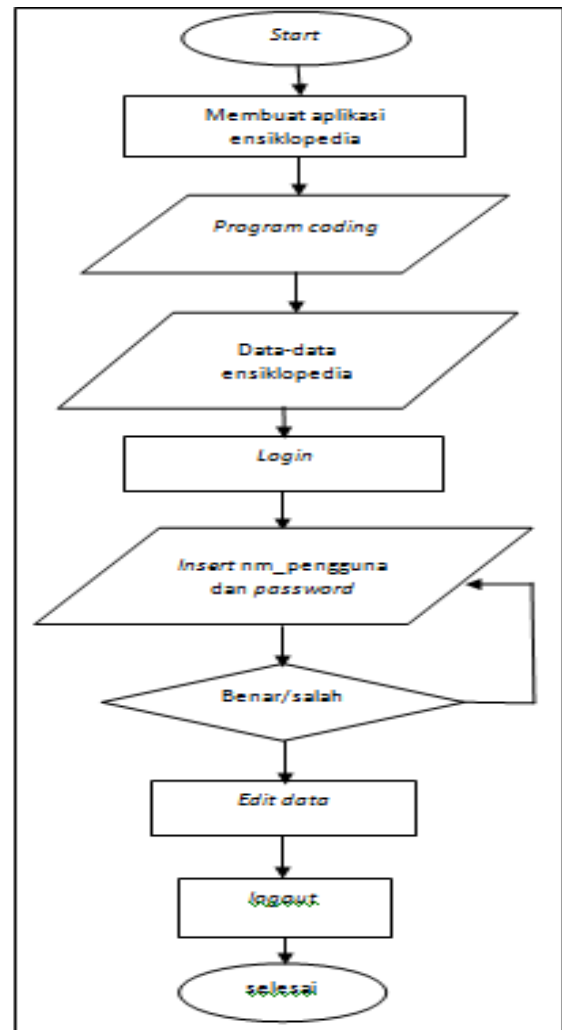 Start
Membuat aplikasi
ensiklopedia
Program coding
Data-data
ensiklopedia
Login
Insert nm_pengguna
dan password
Benar/salah
Edit data
logout
selesai